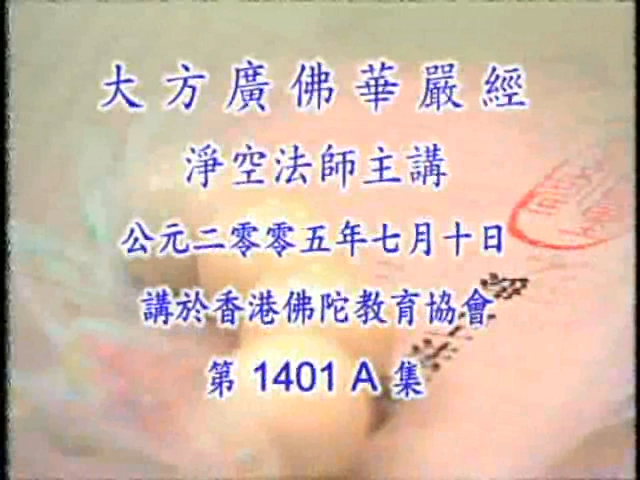 大方廣佛華嚴經
淨空法師主講
公元二零零五年七月十日
講於香港佛陀教育協會
第 1401 A 集